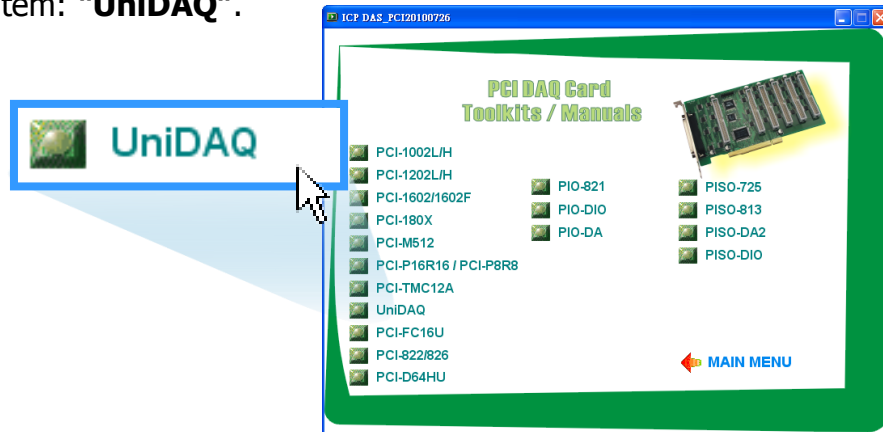 tem: "UniDAQ".
ICP DAS_PCI20100726
PCI DAQ Card
Toolkits / Manuals
UniDAQ
PCI-1002L/H
PCI-1202L/H
PCI-1602/1602F
PCI-180X
PCI-M512
PCI-P16R16 / PCI-P8R8
PCI-TMC12A
UniDAQ
PCI-FC16U
PCI-822/826
PCI-D64HU
PIO-821
PIO-DIO
PIO-DA
PISO-725
PISO-813
PISO-DA2
PISO-DIO
MAIN MENU